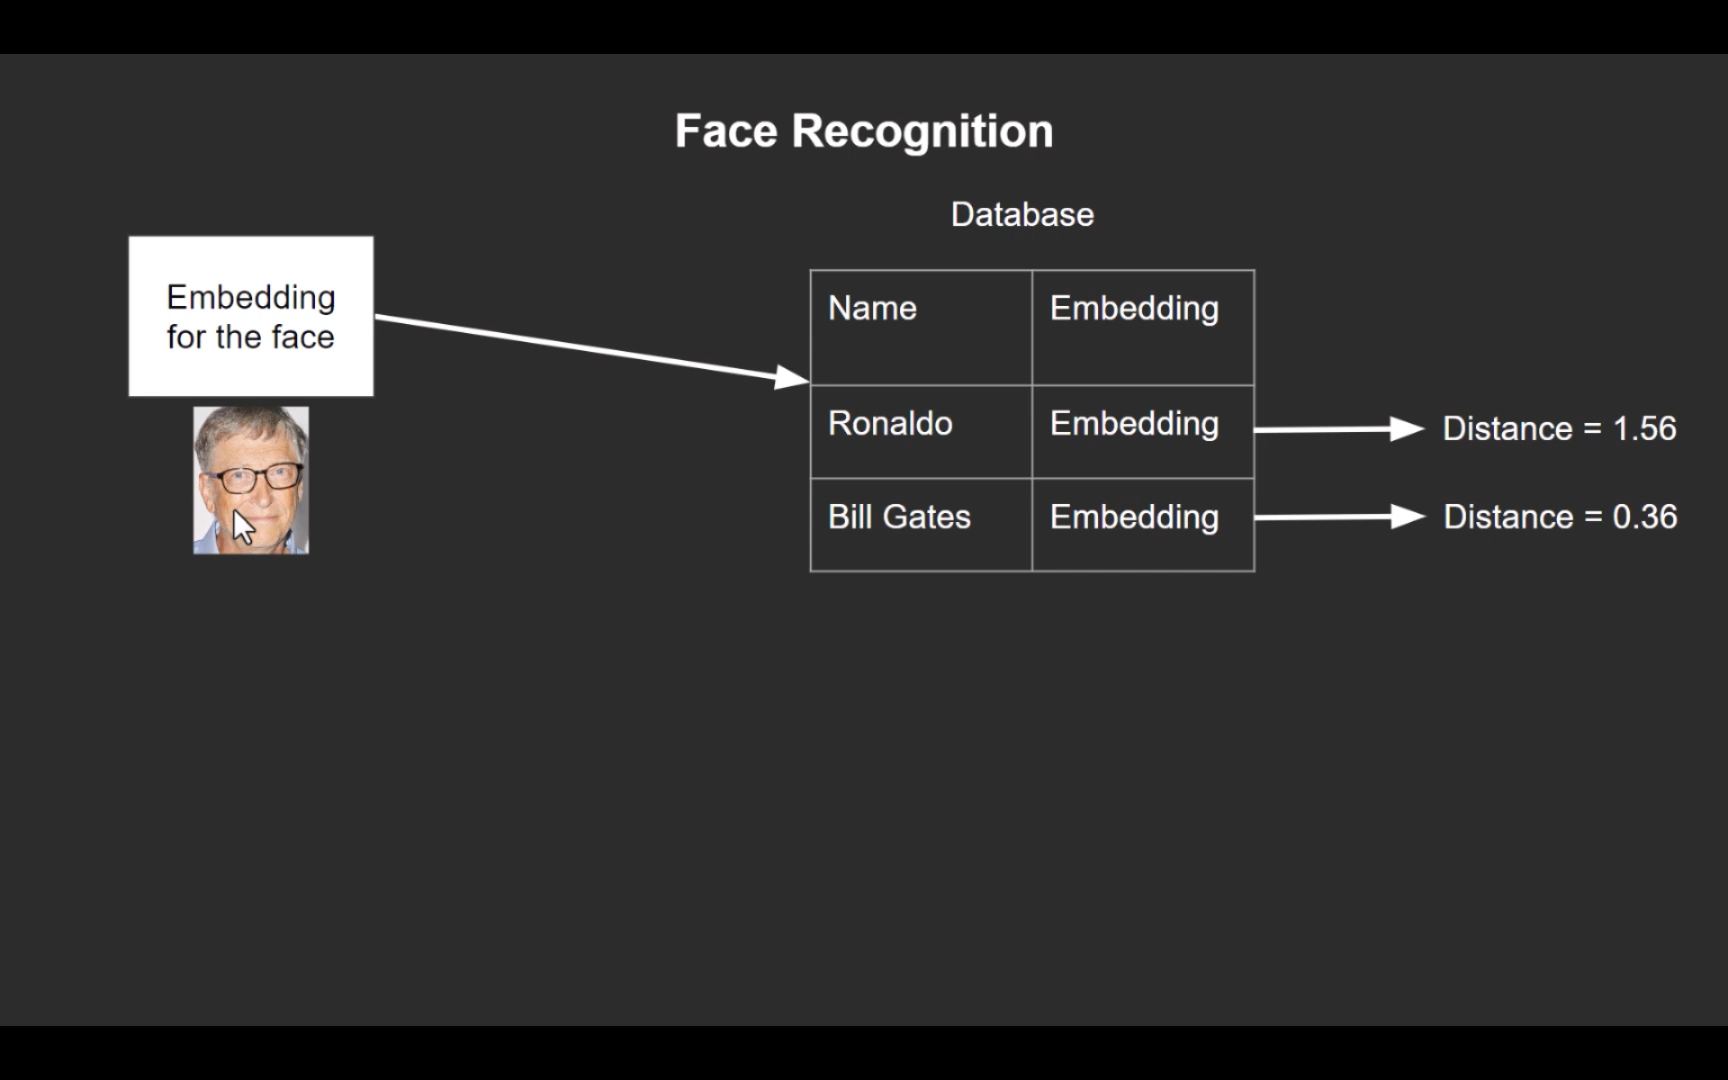 Face Recognition
Database
Embedding
for the face
Name Embedding
Ronaldo Embedding Distance = 1.56
Bill Gates Embedding Distance = 0.36